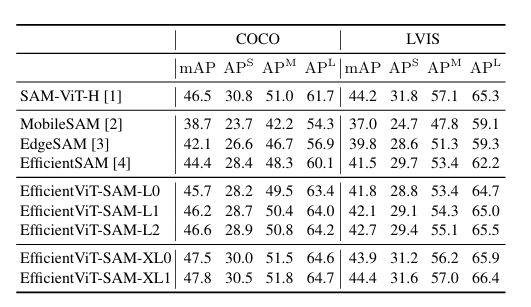 COCO LVIS
mAP AP^S AP^M AP^L mAP AP^S AP^M AP^L
SAM-ViT-H [1] 46.5 30.8 51.0 61.7 44.2 31.8 57.1 65.3
MobileSAM [2] 38.7 23.7 42.2 54.3 37.0 24.7 47.8 59.1
EdgeSAM [3] 42.1 26.6 46.7 56.9 39.8 28.6 51.3 59.3
EfficientSAM [4] 44.4 28.4 48.3 60.1 41.5 29.7 53.4 62.2
EfficientViT-SAM-L0 45.7 28.2 49.5 63.4 41.8 28.8 53.4 64.7
EfficientViT-SAM-L1 46.2 28.7 50.4 64.0 42.1 29.1 54.3 65.0
EfficientViT-SAM-L2 46.6 28.9 50.8 64.2 42.7 29.4 55.1 65.5
EfficientViT-SAM-XL0 47.5 30.0 51.5 64.6 43.9 31.2 56.2 65.9
EfficientViT-SAM-XL1 47.8 30.5 51.8 64.7 44.4 31.6 57.0 66.4